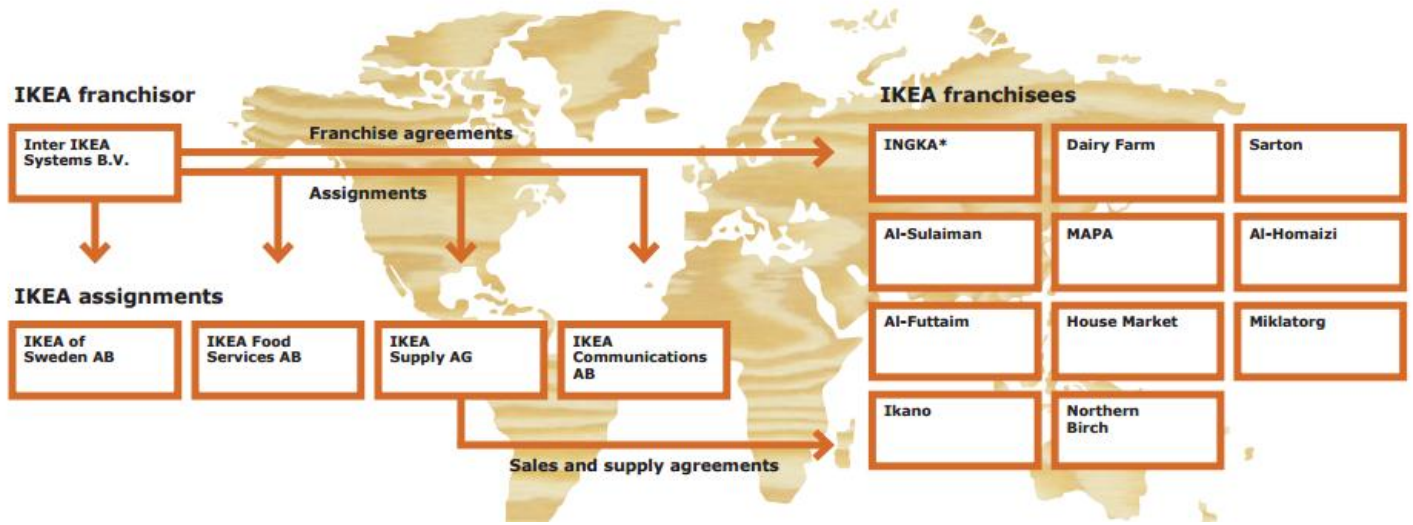 IKEA franchisor
Inter IKEA
Systems B.V.
Franchise agreements
Assignments
IKEA assignments
IKEA of
Sweden AB
IKEA Food
Services AB
IKEA
Supply AG
IKEA
Communications
AB
Sales and supply agreements
IKEA franchisees
INGKA*
Dairy Farm
Sarton
Al-Sulaiman
MAPA
Al-Homaizi
Al-Futtaim
House Market
Miklatorg
Ikano
Northern
Birch